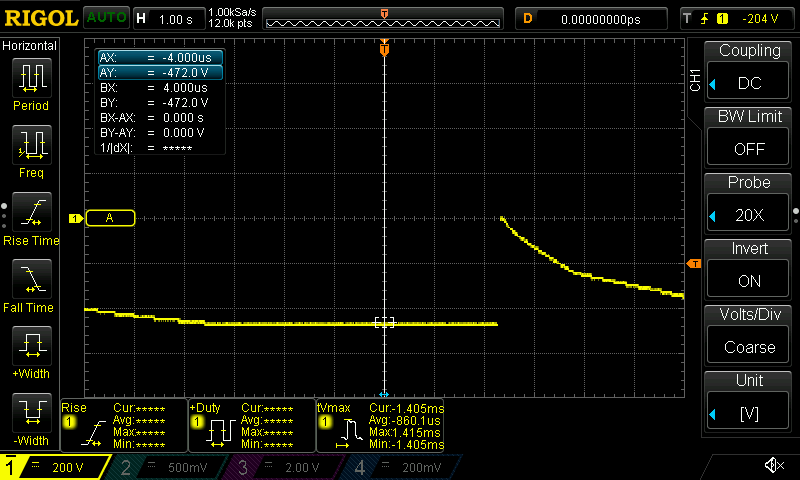 RIGOL AUTO H 1.00 s 1.00kSa/s 12.0k pts T D 0.00000000ps T 1 -204 V
Horizontal
Period
Freq
Rise Time
Fall Time
+Width
-Width
AX: = -4.000us
AY: = -472.0 V
BX: = 4.000us
BY: = -472.0 V
BX-AX: = 0.000 s
BY-AY: = 0.000 V
1/|dX|: = *****
T
1 A
T
CH1
Coupling
DC
BW Limit
OFF
Probe
20X
Invert
ON
Volts/Div
Coarse
Unit
[V]
Rise 1
Cur:*****
Avg:*****
Max:*****
Min:*****
+Duty 1
Cur:*****
Avg:*****
Max:*****
Min:*****
tVmax 1
Cur:-1.405ms
Avg:-860.1us
Max:1.415ms
Min:-1.405ms
1 = 200 V 2 = 500mV 3 = 2.00 V 4 = 200mV